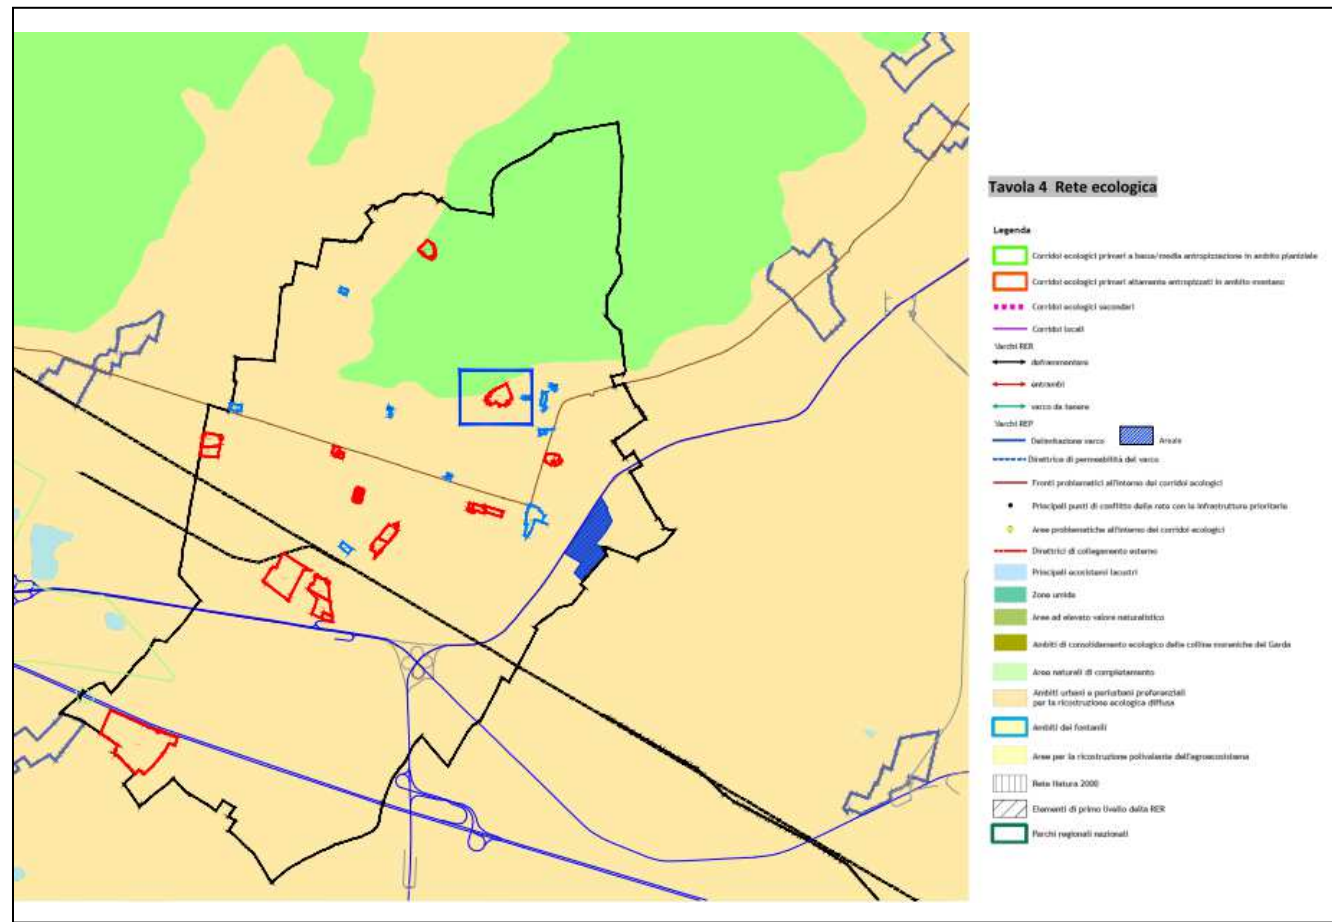 Tavola 4 Rete ecologica
Legenda
Corridoi ecologici primari a bassa/media antropizzazione in ambito planiziale
Corridoi ecologici primari altamente antropizzati in ambito montano
Corridoi ecologici secondari
Corridoi locali
Varchi RER
deframmentare
entrambi
varco da tenere
Varchi REP
Delimitazione varco
Areale
Direttrice di permeabilità del varco
Fronti problematici all'interno dei corridoi ecologici
Principali punti di conflitto della rete con le infrastrutture prioritarie
Aree problematiche all'interno dei corridoi ecologici
Direttrici di collegamento esterno
Principali ecosistemi lacustri
Zone umide
Aree ad elevato valore naturalistico
Ambiti di consolidamento ecologico delle colline moreniche del Garda
Aree naturali di completamento
Ambiti urbani e periurbani preferenziali
per la ricostruzione ecologica diffusa
Ambiti dei fontanili
Aree per la ricostruzione polivalente dell'agroecosistema
Rete Natura 2000
Elementi di primo livello della RER
Parchi regionali nazionali